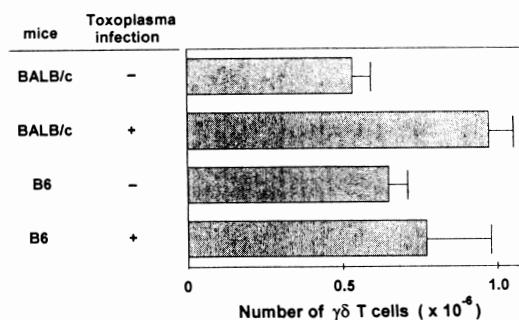 mice Toxoplasma infection
BALB/c −
BALB/c +
B6 −
B6 +
0 0.5 1.0
Number of γδ T cells ( x 10⁻⁶)